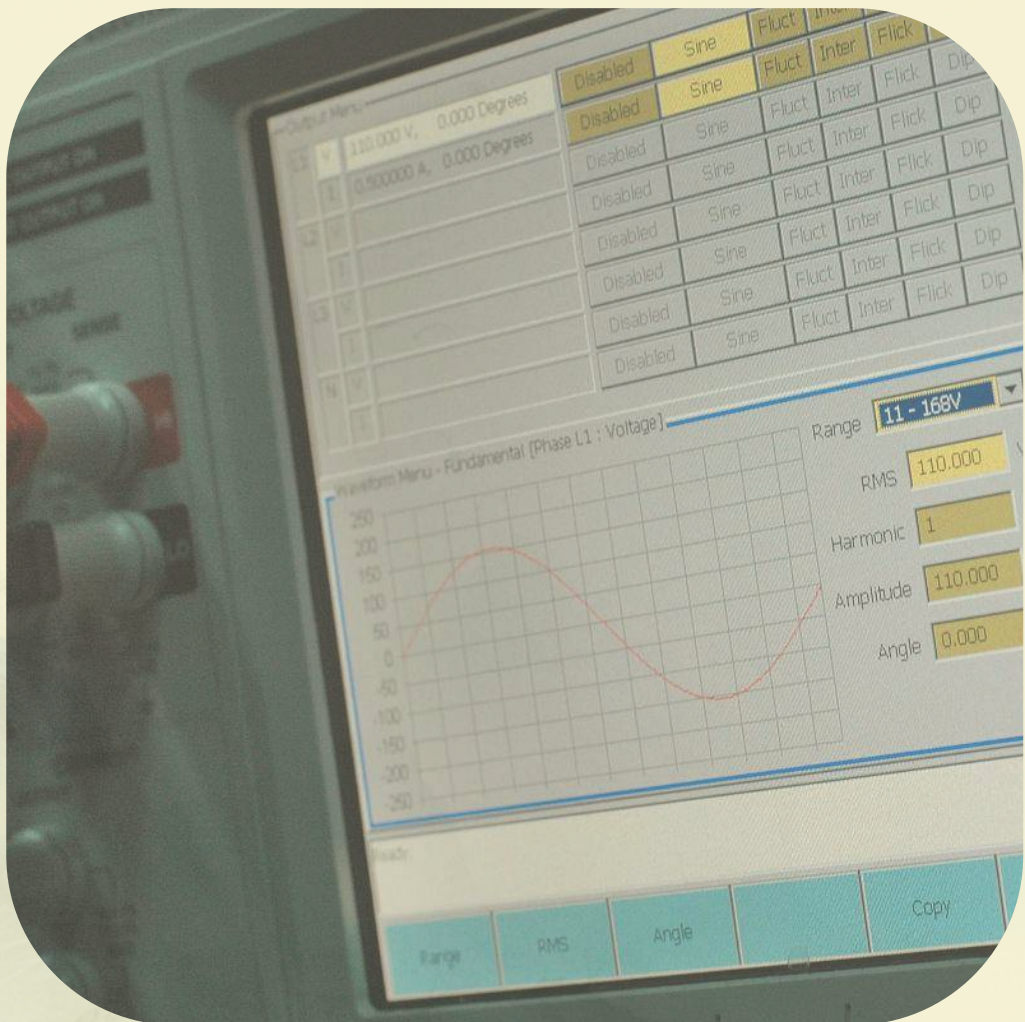 OUTPUT ON
OUTPUT ON
VOLTAGE
SENSE
HI
LO
Output Menu
L1 V 110.000 V, 0.000 Degrees Disabled Sine Fluct
I 0.500000 A, 0.000 Degrees Disabled Sine Fluct Inter Flick
L2 V Disabled Sine Fluct Inter Flick Dip
I Disabled Sine Fluct Inter Flick Dip
L3 V Disabled Sine Fluct Inter Flick Dip
I Disabled Sine Fluct Inter Flick Dip
N V Disabled Sine Fluct Inter Flick Dip
I Disabled Sine Fluct Inter Flick Dip
Waveform Menu - Fundamental [Phase L1 : Voltage]
Range 11 - 168V
RMS 110.000 V
Harmonic 1
Amplitude 110.000
Angle 0.000
250
200
150
100
50
0
-50
-100
-150
-200
-250
Ready.
Range RMS Angle Copy